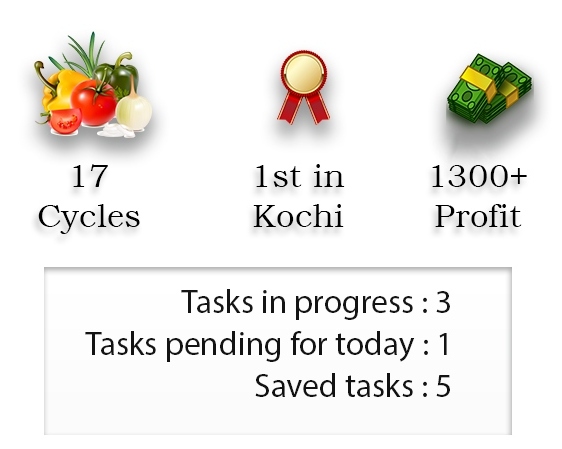 17
Cycles
1st in
Kochi
1300+
Profit
Tasks in progress : 3
Tasks pending for today : 1
Saved tasks : 5